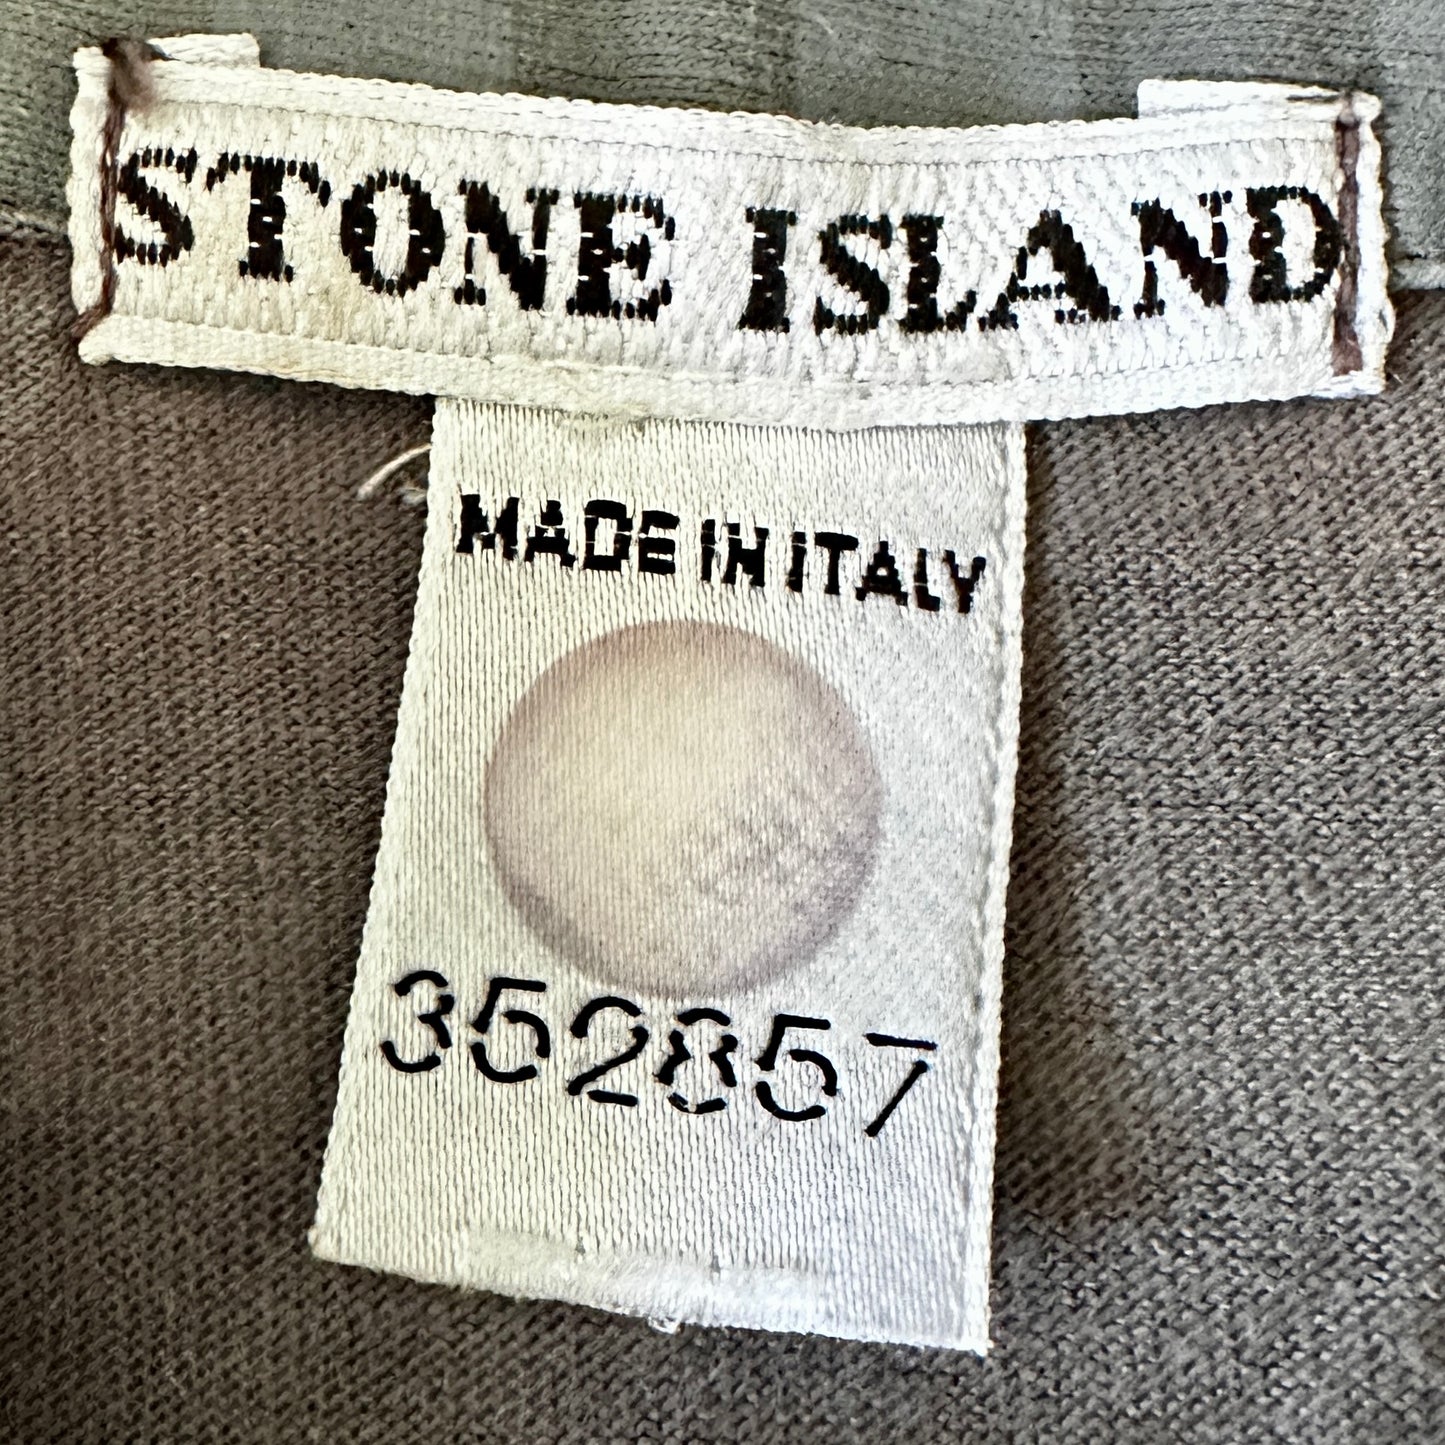 STONE ISLAND
MADE IN ITALY
352857